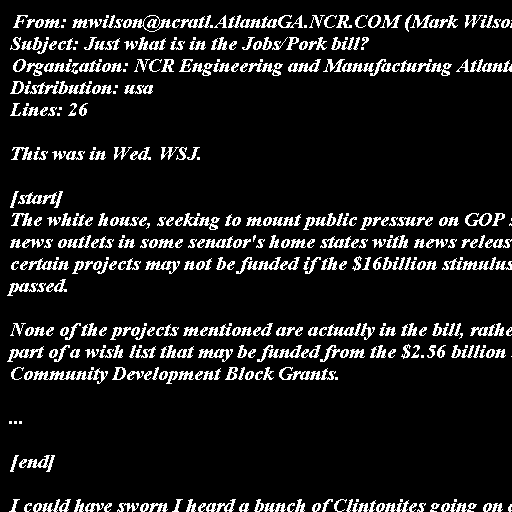 From: mwilson@ncratl.AtlantaGA.NCR.COM (Mark Wilso
Subject: Just what is in the Jobs/Pork bill?
Organization: NCR Engineering and Manufacturing Atlant
Distribution: usa
Lines: 26
This was in Wed. WSJ.
[start]
The white house, seeking to mount public pressure on GOP
news outlets in some senator's home states with news releas
certain projects may not be funded if the $16billion stimulus
passed.
None of the projects mentioned are actually in the bill, rathe
part of a wish list that may be funded from the $2.56 billion
Community Development Block Grants.
...
[end]
I could have sworn I heard a bunch of Clintonites going on